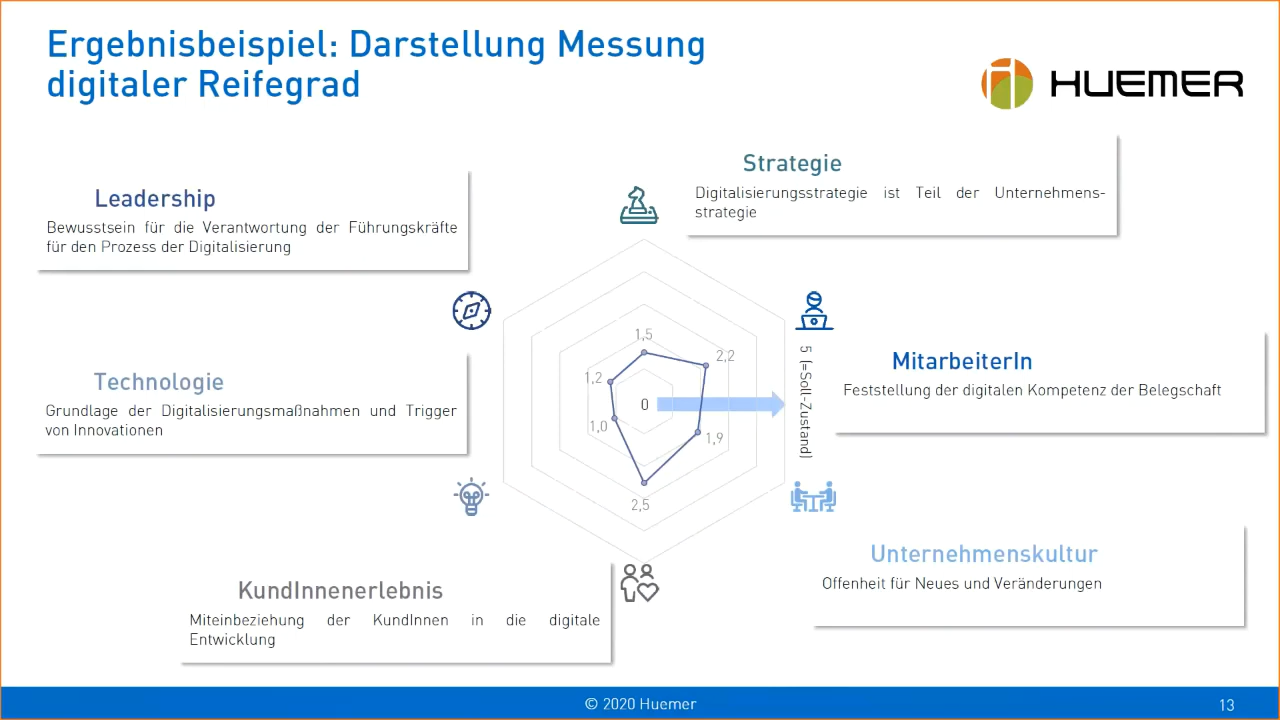 Ergebnisbeispiel: Darstellung Messung
digitaler Reifegrad
HUEMER
Strategie
Digitalisierungsstrategie ist Teil der Unternehmens-
strategie
Leadership
Bewusstsein für die Verantwortung der Führungskräfte
für den Prozess der Digitalisierung
MitarbeiterIn
Feststellung der digitalen Kompetenz der Belegschaft
Technologie
Grundlage der Digitalisierungsmaßnahmen und Trigger
von Innovationen
1,5
2,2
1,2
0
1,0
1,9
2,5
5 (=Soll-Zustand)
Unternehmenskultur
Offenheit für Neues und Veränderungen
KundInnenerlebnis
Miteinbeziehung der KundInnen in die digitale
Entwicklung
© 2020 Huemer
13